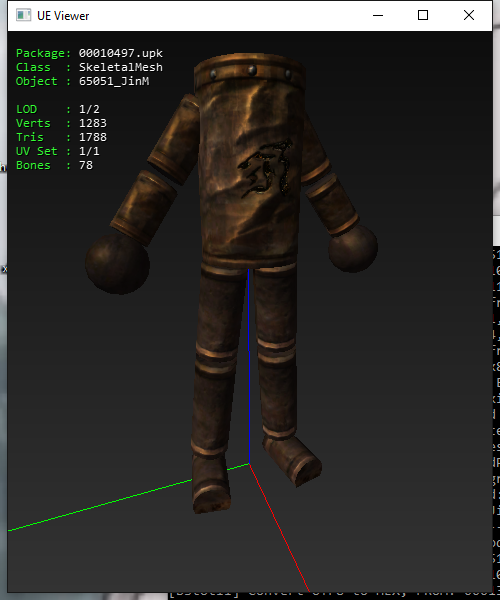 UE Viewer
Package: 00010497.upk
Class : SkeletalMesh
Object : 65051_JinM
LOD : 1/2
Verts : 1283
Tris : 1788
UV Set : 1/1
Bones : 78